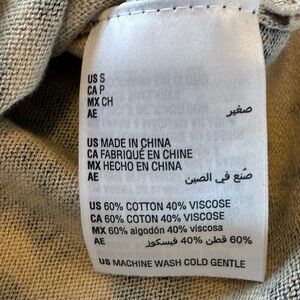 US S
CA P
MX CH
AE صغير
US MADE IN CHINA
CA FABRIQUÉ EN CHINE
MX HECHO EN CHINA
AE صنع في الصين
US 60% COTTON 40% VISCOSE
CA 60% COTON 40% VISCOSE
MX 60% algodón 40% viscosa
AE 60% قطن 40% فيسكوز
US MACHINE WASH COLD GENTLE